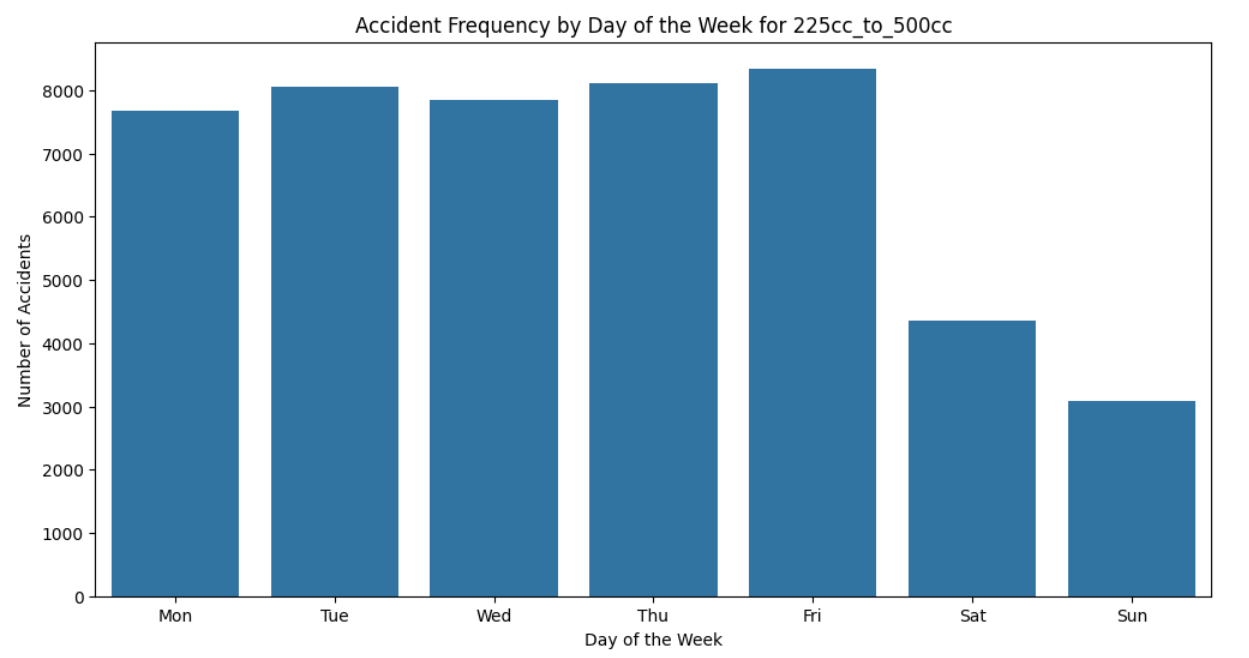 Accident Frequency by Day of the Week for 225cc_to_500cc
Number of Accidents
8000
7000
6000
5000
4000
3000
2000
1000
0
Mon Tue Wed Thu Fri Sat Sun
Day of the Week